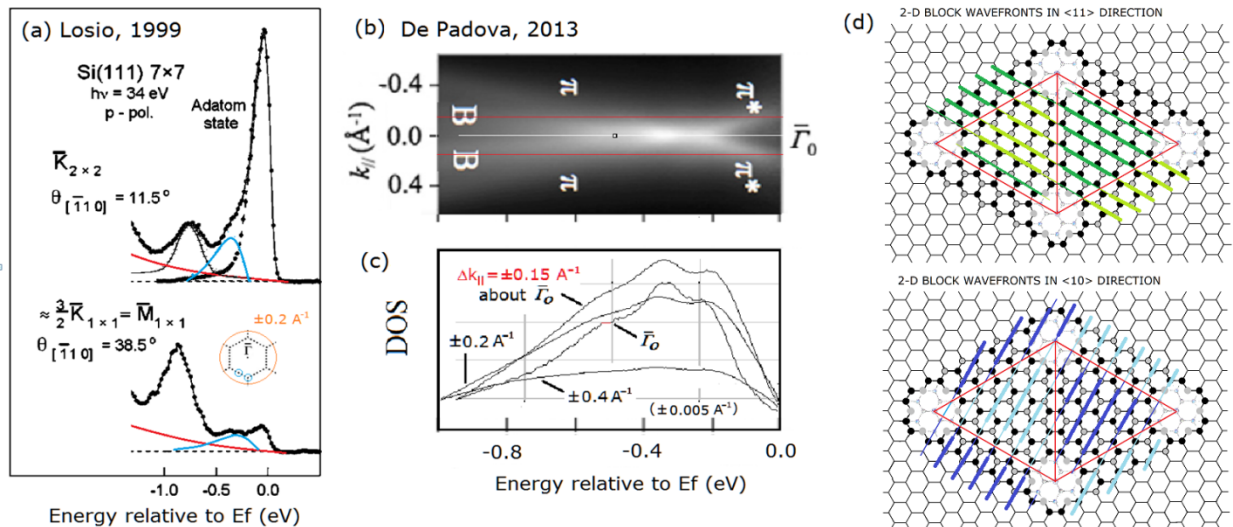 (a) Losio, 1999
Si(111) 7×7
hν = 34 eV
p - pol.
Adatom
state
K̄2×2
θ[1̄10] = 11.5°
≈ 3/2 K̄1×1 = M̄1×1
θ[1̄10] = 38.5°
±0.2 A⁻¹
Γ̄
-1.0
-0.5
0.0
Energy relative to Ef (eV)
(b) De Padova, 2013
k// (Å⁻¹)
-0.4
0.0
0.4
B
B
π
π
π*
π*
Γ̄0
(c)
DOS
Δk|| = ±0.15 A⁻¹
about Γ̄o
Γ̄o
±0.2 A⁻¹
±0.4 A⁻¹
(±0.005 A⁻¹)
-0.8
-0.4
0.0
Energy relative to Ef (eV)
(d)
2-D BLOCK WAVEFRONTS IN <11> DIRECTION
2-D BLOCK WAVEFRONTS IN <10> DIRECTION